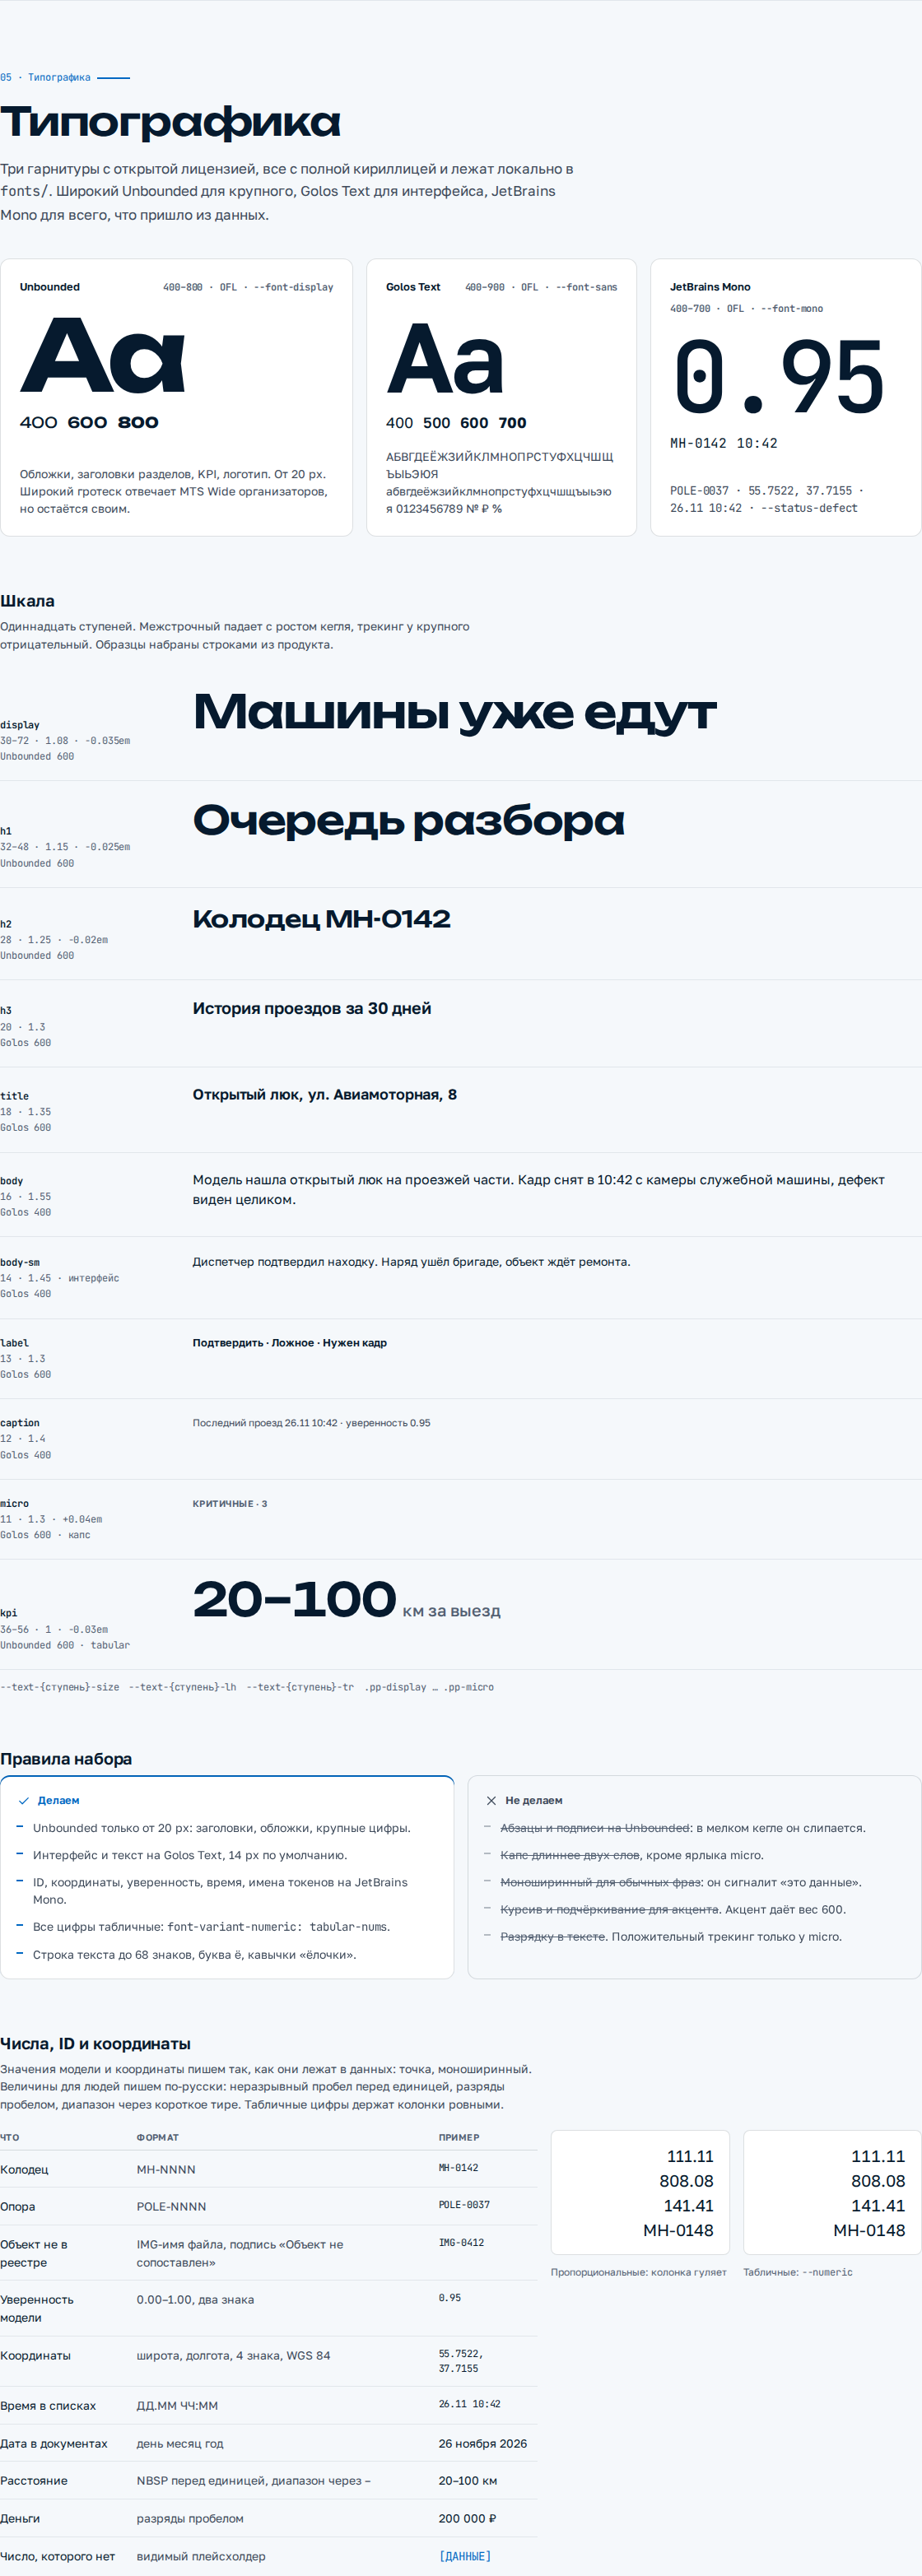 05 · Типографика
Типографика
Три гарнитуры с открытой лицензией, все с полной кириллицей и лежат локально в
fonts/. Широкий Unbounded для крупного, Golos Text для интерфейса, JetBrains
Mono для всего, что пришло из данных.
Unbounded
400–800 · OFL · --font-display
Aa
400 600 800
Обложки, заголовки разделов, KPI, логотип. От 20 px.
Широкий гротеск отвечает MTS Wide организаторов,
но остаётся своим.
Golos Text
400–900 · OFL · --font-sans
Aa
400 500 600 700
АБВГДЕЁЖЗИЙКЛМНОПРСТУФХЦЧШЩ
ЪЫЬЭЮЯ
абвгдеёжзийклмнопрстуфхцчшщъыьэю
я 0123456789 № ₽ %
JetBrains Mono
400–700 · OFL · --font-mono
0.95
MH-0142 10:42
POLE-0037 · 55.7522, 37.7155 ·
26.11 10:42 · --status-defect
Шкала
Одиннадцать ступеней. Межстрочный падает с ростом кегля, трекинг у крупного
отрицательный. Образцы набраны строками из продукта.
display
30–72 · 1.08 · -0.035em
Unbounded 600
Машины уже едут
h1
32–48 · 1.15 · -0.025em
Unbounded 600
Очередь разбора
h2
28 · 1.25 · -0.02em
Unbounded 600
Колодец MH-0142
h3
20 · 1.3
Golos 600
История проездов за 30 дней
title
18 · 1.35
Golos 600
Открытый люк, ул. Авиамоторная, 8
body
16 · 1.55
Golos 400
Модель нашла открытый люк на проезжей части. Кадр снят в 10:42 с камеры служебной машины, дефект
виден целиком.
body-sm
14 · 1.45 · интерфейс
Golos 400
Диспетчер подтвердил находку. Наряд ушёл бригаде, объект ждёт ремонта.
label
13 · 1.3
Golos 600
Подтвердить · Ложное · Нужен кадр
caption
12 · 1.4
Golos 400
Последний проезд 26.11 10:42 · уверенность 0.95
micro
11 · 1.3 · +0.04em
Golos 600 · капс
КРИТИЧНЫЕ · 3
kpi
36–56 · 1 · -0.03em
Unbounded 600 · tabular
20–100 км за выезд
--text-{ступень}-size --text-{ступень}-lh --text-{ступень}-tr .pp-display … .pp-micro
Правила набора
Делаем
Unbounded только от 20 px: заголовки, обложки, крупные цифры.
Интерфейс и текст на Golos Text, 14 px по умолчанию.
ID, координаты, уверенность, время, имена токенов на JetBrains
Mono.
Все цифры табличные: font-variant-numeric: tabular-nums.
Строка текста до 68 знаков, буква ё, кавычки «ёлочки».
Не делаем
Абзацы и подписи на Unbounded: в мелком кегле он слипается.
Капс длиннее двух слов, кроме ярлыка micro.
Моноширинный для обычных фраз: он сигналит «это данные».
Курсив и подчёркивание для акцента. Акцент даёт вес 600.
Разрядку в тексте. Положительный трекинг только у micro.
Числа, ID и координаты
Значения модели и координаты пишем так, как они лежат в данных: точка, моноширинный.
Величины для людей пишем по-русски: неразрывный пробел перед единицей, разряды
пробелом, диапазон через короткое тире. Табличные цифры держат колонки ровными.
ЧТО ФОРМАТ ПРИМЕР
Колодец MH-NNNN MH-0142
Опора POLE-NNNN POLE-0037
Объект не в
реестре
IMG-имя файла, подпись «Объект не
сопоставлен»
IMG-0412
Уверенность
модели
0.00–1.00, два знака
0.95
Координаты широта, долгота, 4 знака, WGS 84
55.7522,
37.7155
Время в списках ДД.ММ ЧЧ:ММ 26.11 10:42
Дата в документах день месяц год 26 ноября 2026
Расстояние NBSP перед единицей, диапазон через – 20–100 км
Деньги разряды пробелом 200 000 ₽
Число, которого нет видимый плейсхолдер [ДАННЫЕ]
111.11
808.08
141.41
MH-0148
Пропорциональные: колонка гуляет
111.11
808.08
141.41
MH-0148
Табличные: --numeric